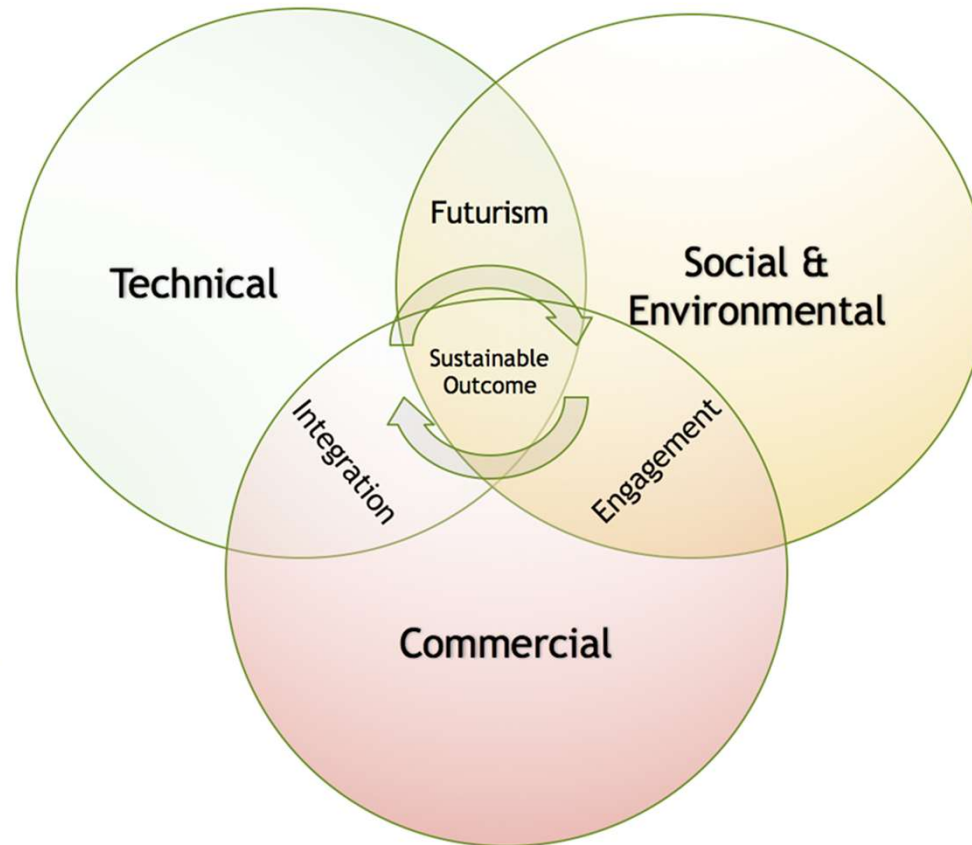 Futurism
Technical
Social &
Environmental
Sustainable
Outcome
Integration
Engagement
Commercial